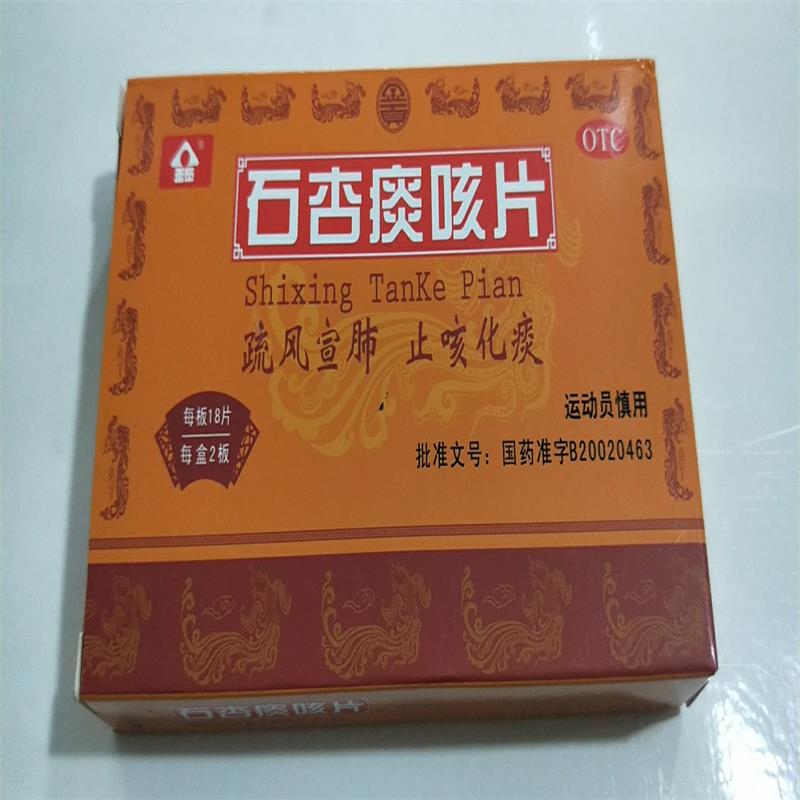 OTC
石杏痰咳片
Shixing TanKe Pian
疏风宣肺 止咳化痰
每板18片
每盒2板
运动员慎用
批准文号：国药准字B20020463
石杏痰咳片